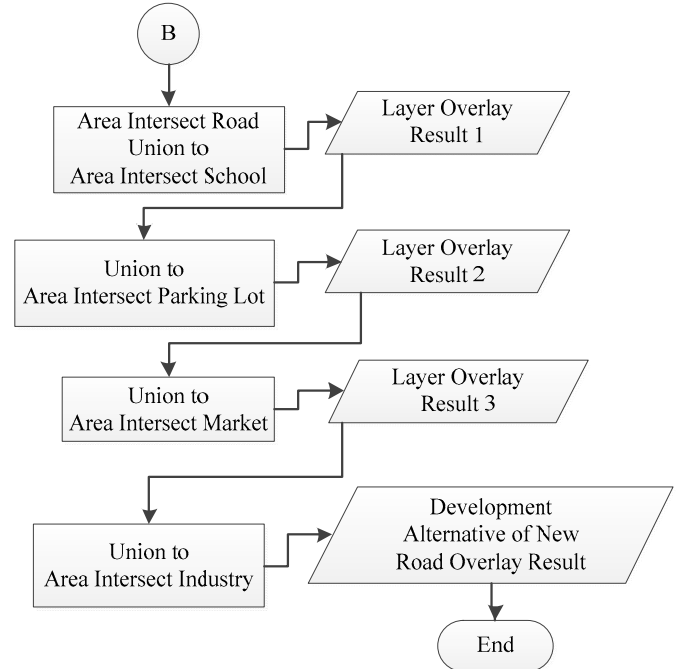 B
Area Intersect Road
Union to
Area Intersect School
Layer Overlay
Result 1
Union to
Area Intersect Parking Lot
Layer Overlay
Result 2
Union to
Area Intersect Market
Layer Overlay
Result 3
Union to
Area Intersect Industry
Development
Alternative of New
Road Overlay Result
End